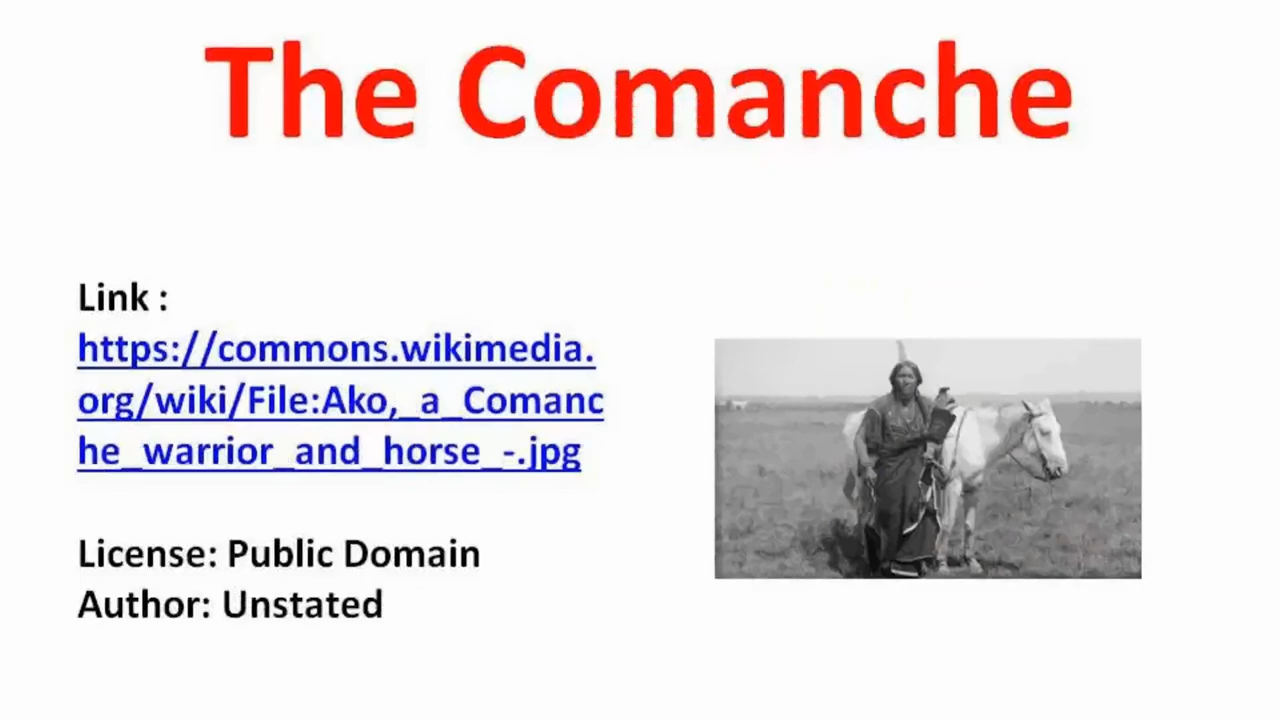 The Comanche
Link :
https://commons.wikimedia.
org/wiki/File:Ako,_a_Comanc
he_warrior_and_horse_-.jpg
License: Public Domain
Author: Unstated